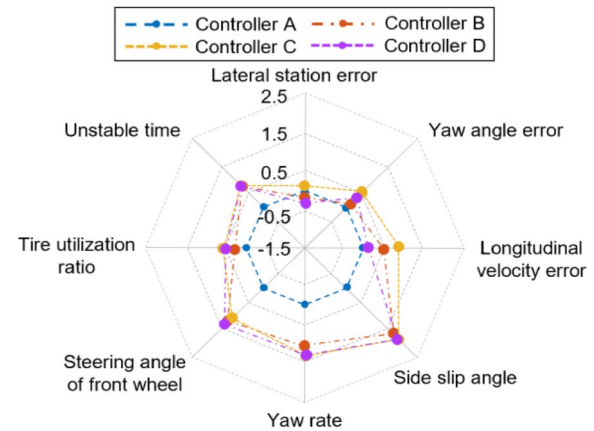 Controller A
Controller B
Controller C
Controller D
Lateral station error
2.5
Unstable time
1.5
Yaw angle error
0.5
-0.5
Tire utilization
ratio
-1.5
Longitudinal
velocity error
Steering angle
of front wheel
Side slip angle
Yaw rate